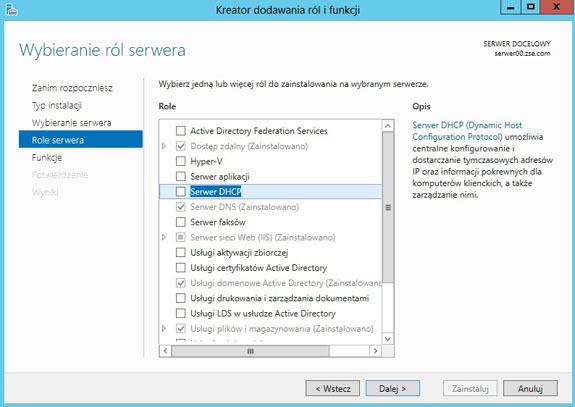 Kreator dodawania ról i funkcji
Wybieranie ról serwera
SERWER DOCELOWY
serwer00.zse.com
Zanim rozpoczniesz
Typ instalacji
Wybieranie serwera
Role serwera
Funkcje
Potwierdzenie
Wyniki
Wybierz jedną lub więcej ról do zainstalowania na wybranym serwerze.
Role
Active Directory Federation Services
Dostęp zdalny (Zainstalowano)
Hyper-V
Serwer aplikacji
Serwer DHCP
Serwer DNS (Zainstalowano)
Serwer faksów
Serwer sieci Web (IIS) (Zainstalowano)
Usługi aktywacji zbiorczej
Usługi certyfikatów Active Directory
Usługi domenowe Active Directory (Zainstalowano
Usługi drukowania i zarządzania dokumentami
Usługi LDS w usłudze Active Directory
Usługi plików i magazynowania (Zainstalowano)
Opis
Serwer DHCP (Dynamic Host
Configuration Protocol) umożliwia
centralne konfigurowanie i
dostarczanie tymczasowych adresów
IP oraz informacji pokrewnych dla
komputerów klienckich, a także
zarządzanie nimi.
< Wstecz
Dalej >
Zainstaluj
Anuluj